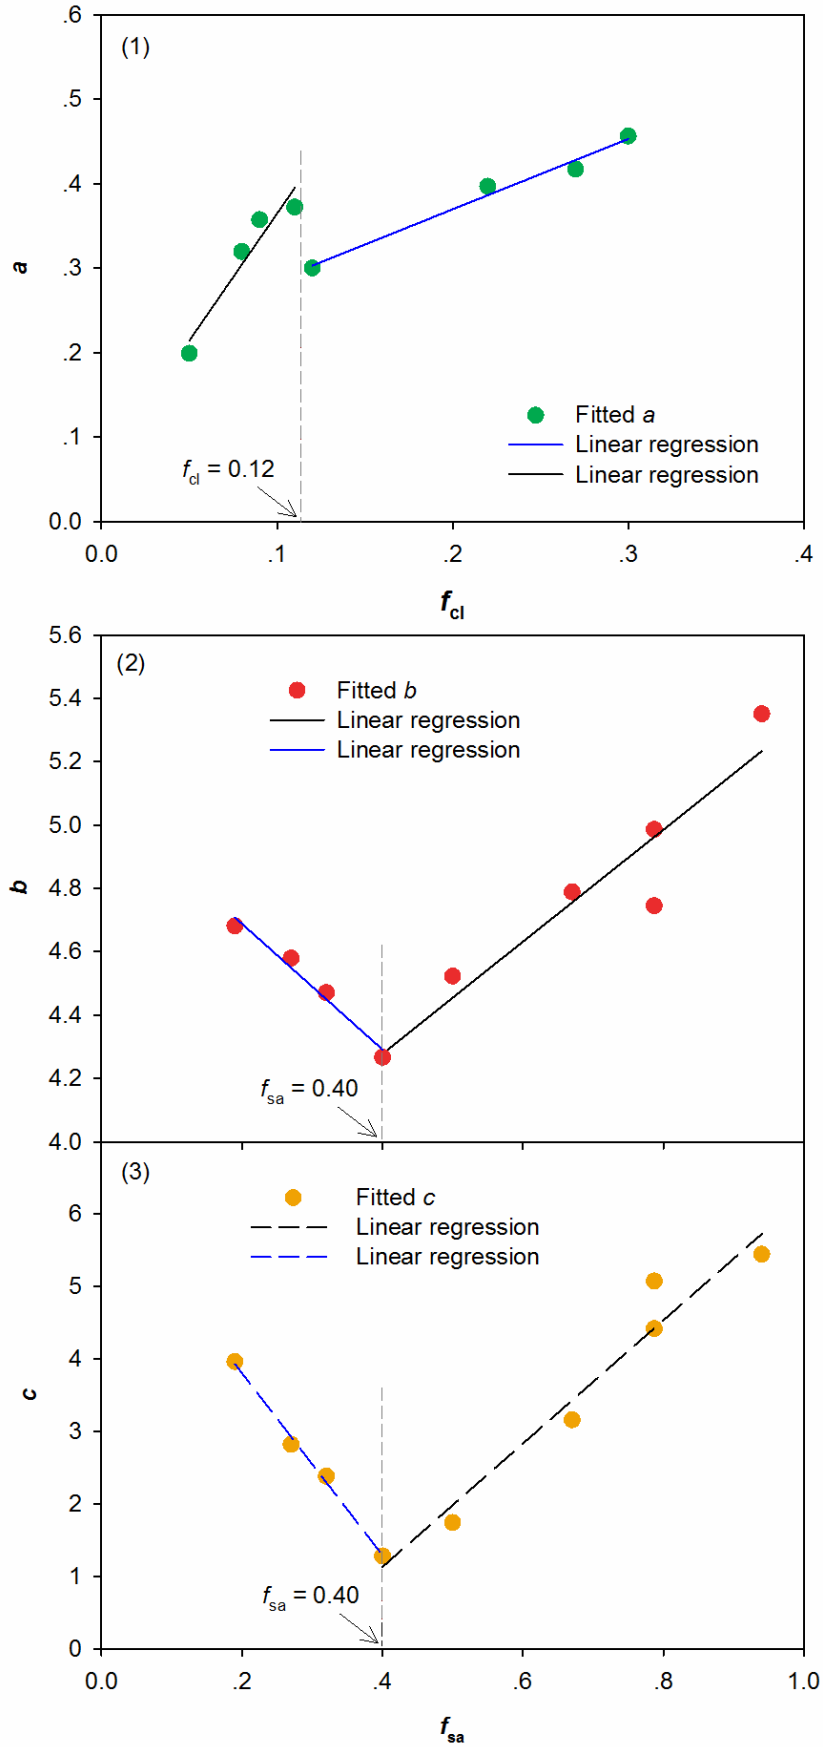 .6
(1)
.5
.4
.3
a
.2
.1
0.0
Fitted a
Linear regression
Linear regression
fcl = 0.12
0.0 .1 .2 .3 .4
fcl
5.6
(2)
5.4
5.2
5.0
4.8
b
4.6
4.4
4.2
4.0
Fitted b
Linear regression
Linear regression
fsa = 0.40
(3)
6
5
4
3
c
2
1
0
Fitted c
Linear regression
Linear regression
fsa = 0.40
0.0 .2 .4 .6 .8 1.0
fsa